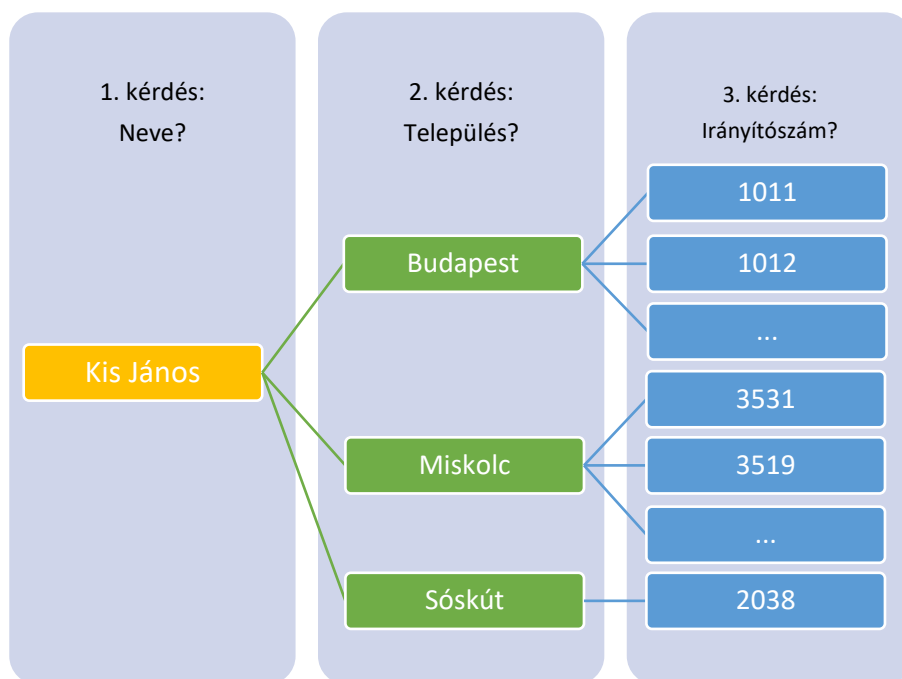 1. kérdés:
Neve?
Kis János
2. kérdés:
Település?
Budapest
Miskolc
Sóskút
3. kérdés:
Irányítószám?
1011
1012
...
3531
3519
...
2038